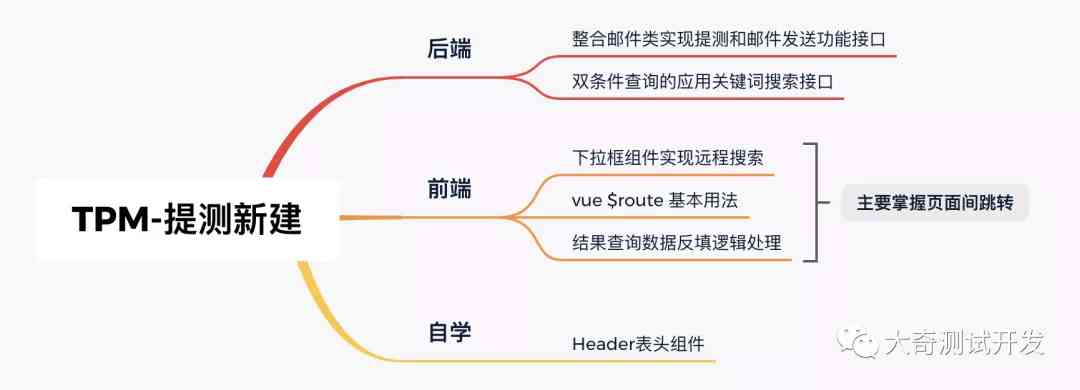 TPM-提测新建
后端
整合邮件类实现提测和邮件发送功能接口
双条件查询的应用关键词搜索接口
前端
下拉框组件实现远程搜索
vue $route 基本用法
结果查询数据反填逻辑处理
主要掌握页面间跳转
自学
Header表头组件
大奇测试开发